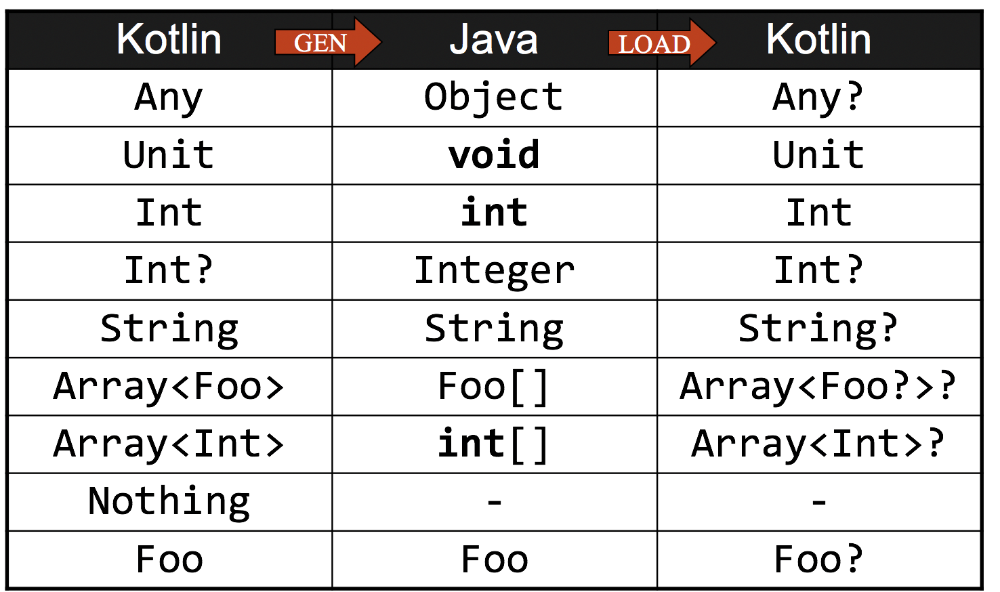 Kotlin GEN Java LOAD Kotlin
Any Object Any?
Unit void Unit
Int int Int
Int? Integer Int?
String String String?
Array<Foo> Foo[] Array<Foo?>?
Array<Int> int[] Array<Int>?
Nothing - -
Foo Foo Foo?